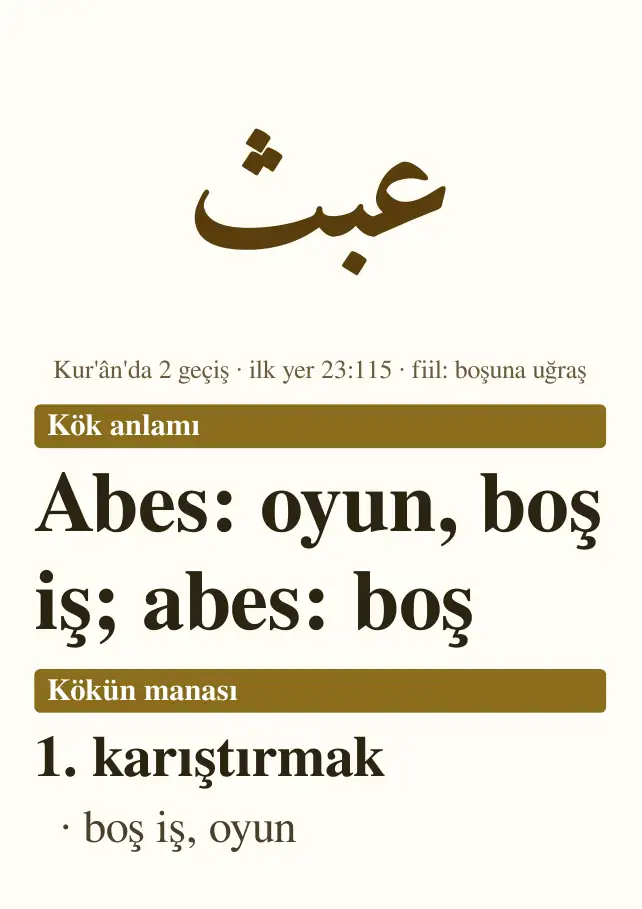 عبث
Kur'ân'da 2 geçiş · ilk yer 23:115 · fiil: boşuna uğraş
Kök anlamı
Abes: oyun, boş
iş; abes: boş
Kökün manası
1. karıştırmak
· boş iş, oyun